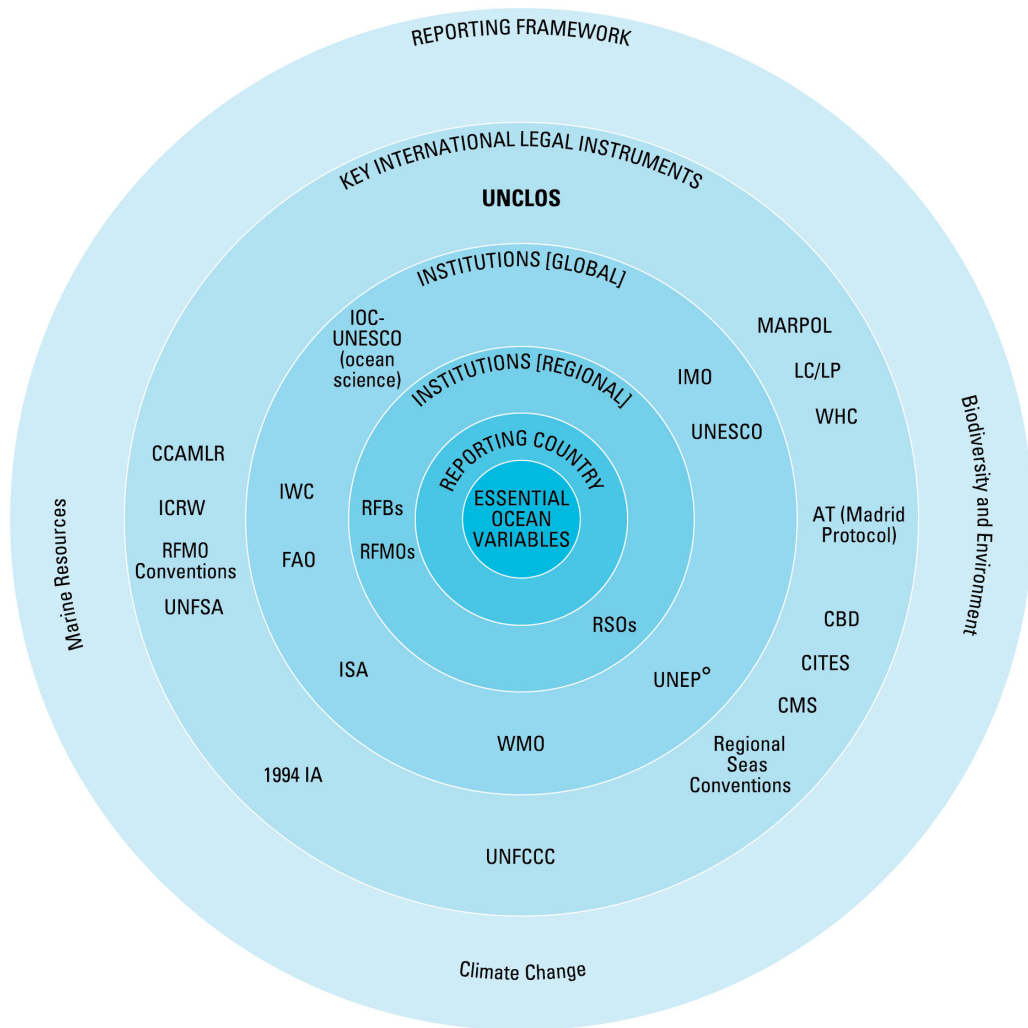 REPORTING FRAMEWORK
KEY INTERNATIONAL LEGAL INSTRUMENTS
UNCLOS
INSTITUTIONS [GLOBAL]
IOC-
UNESCO
(ocean
science)
INSTITUTIONS [REGIONAL]
REPORTING COUNTRY
ESSENTIAL
OCEAN
VARIABLES
MARPOL
LC/LP
WHC
IMO
UNESCO
CCAMLR
ICRW
RFMO
Conventions
UNFSA
IWC
FAO
RFBs
RFMOs
AT (Madrid
Protocol)
Marine Resources
Biodiversity and Environment
RSOs
CBD
CITES
CMS
Regional
Seas
Conventions
ISA
UNEP°
WMO
1994 IA
UNFCCC
Climate Change